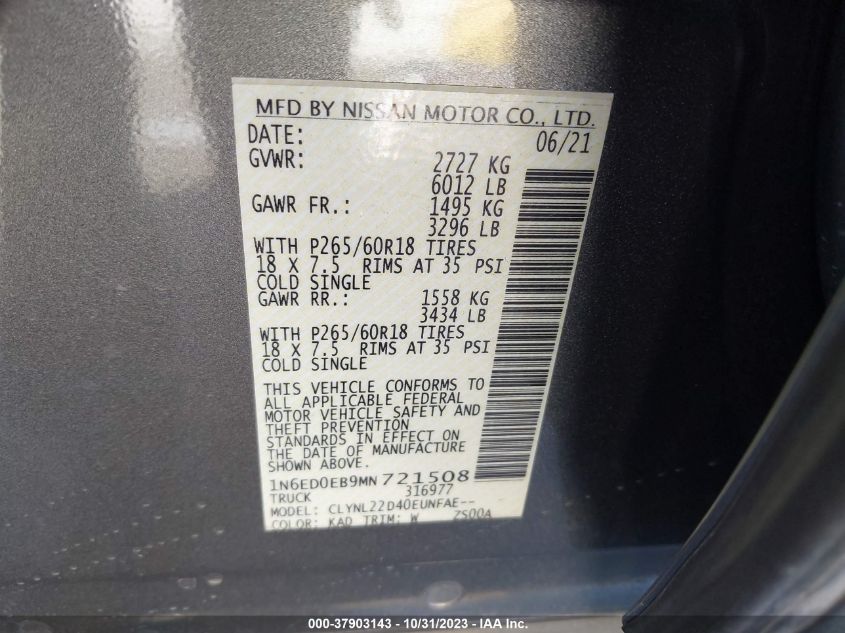 MFD BY NISSAN MOTOR CO., LTD.
DATE: 06/21
GVWR: 2727 KG
6012 LB
GAWR FR.: 1495 KG
3296 LB
WITH P265/60R18 TIRES
18 X 7.5 RIMS AT 35 PSI
COLD SINGLE
GAWR RR.: 1558 KG
3434 LB
WITH P265/60R18 TIRES
18 X 7.5 RIMS AT 35 PSI
COLD SINGLE
THIS VEHICLE CONFORMS TO
ALL APPLICABLE FEDERAL
MOTOR VEHICLE SAFETY AND
THEFT PREVENTION
STANDARDS IN EFFECT ON
THE DATE OF MANUFACTURE
SHOWN ABOVE.
1N6ED0EB9MN721508
TRUCK 316977
MODEL: CLYNL22D40EUNFAE--
COLOR: KAD TRIM: W ZS00A
000-37903143 - 10/31/2023 - IAA Inc.